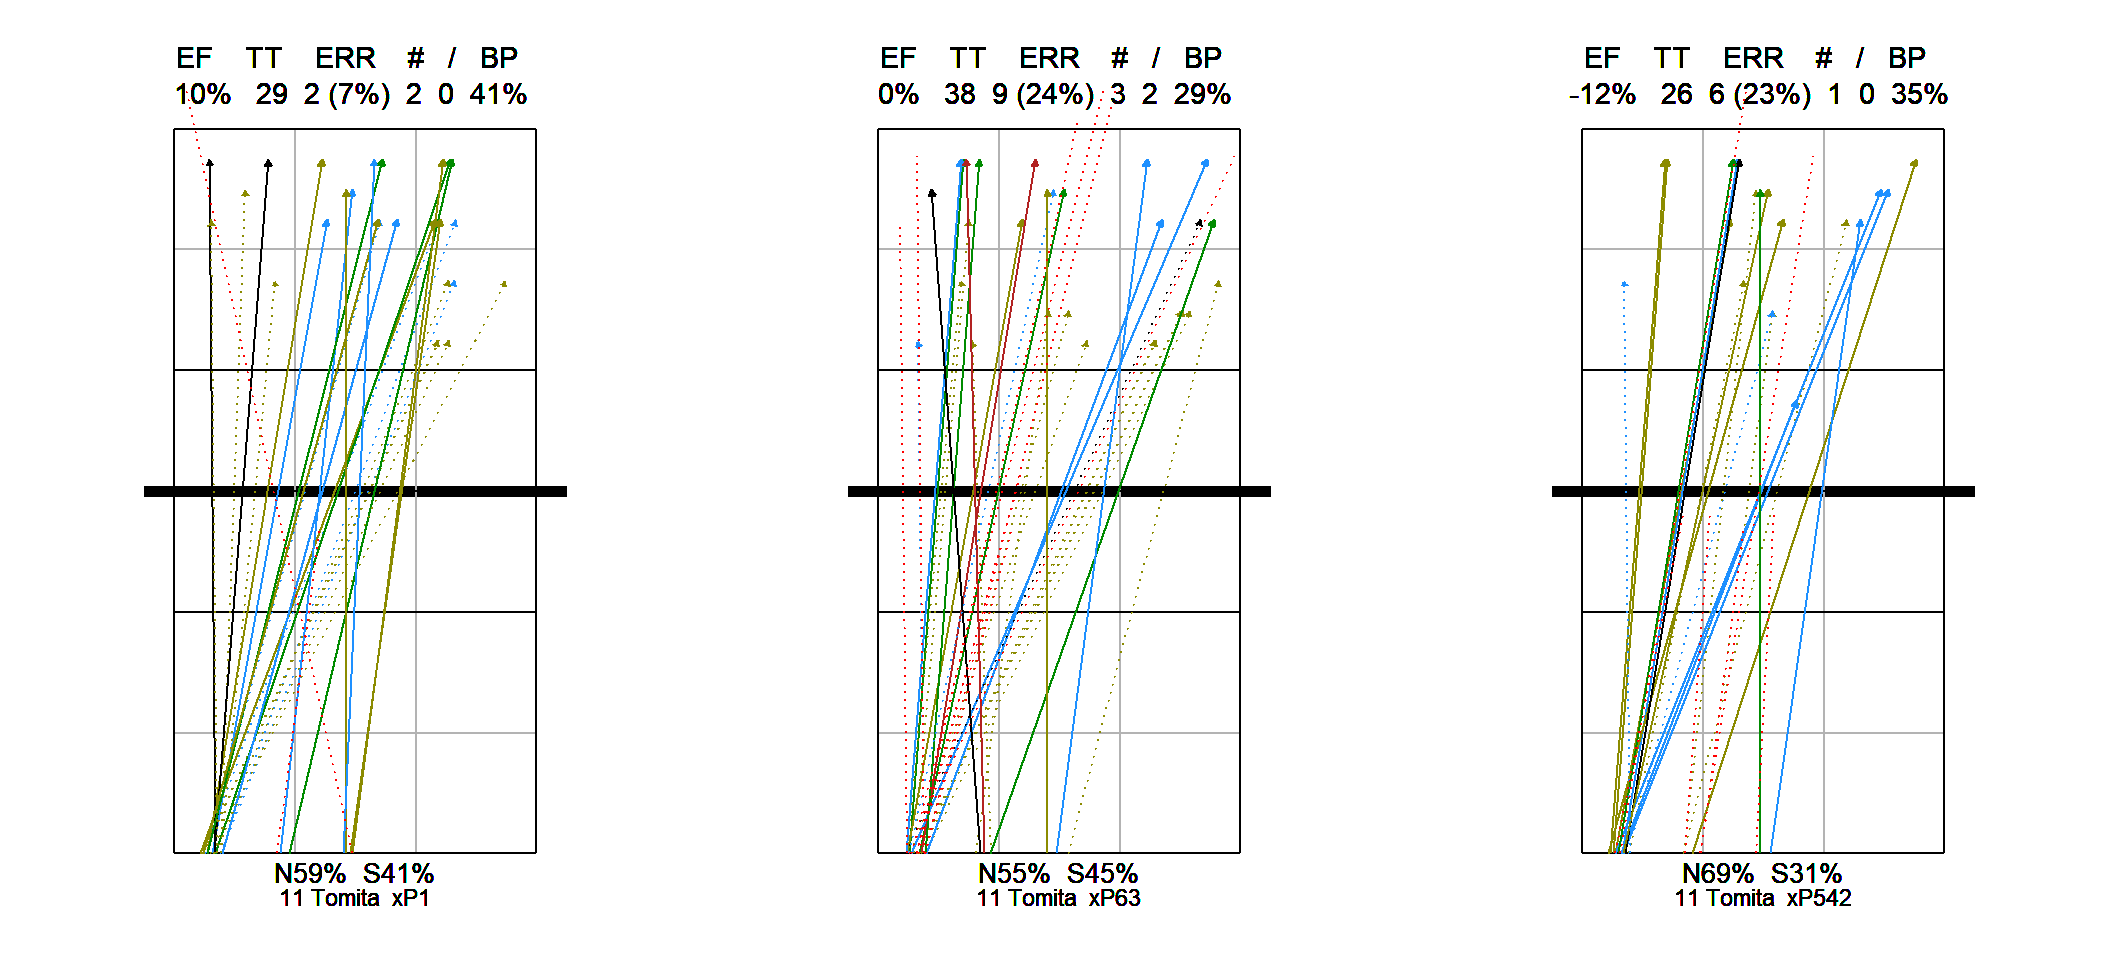 EF TT ERR # / BP
10% 29 2 (7%) 2 0 41%
N59% S41%
11 Tomita xP1
EF TT ERR # / BP
0% 38 9 (24%) 3 2 29%
N55% S45%
11 Tomita xP63
EF TT ERR # / BP
-12% 26 6 (23%) 1 0 35%
N69% S31%
11 Tomita xP542